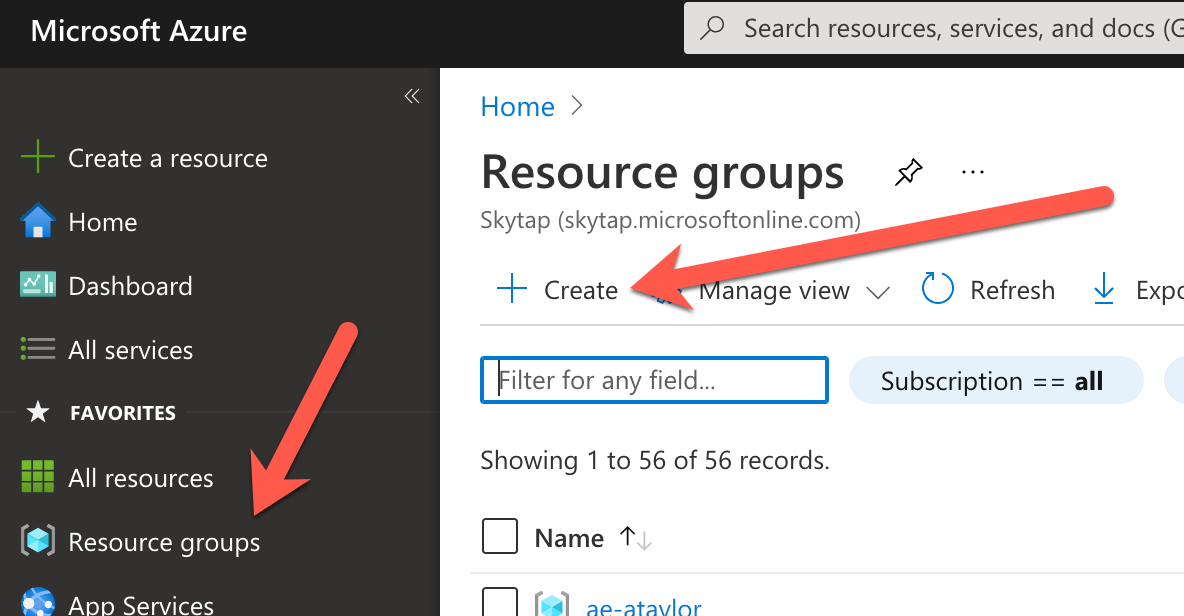 Microsoft Azure
Search resources, services, and docs (G
Create a resource
Home
Dashboard
All services
FAVORITES
All resources
Resource groups
App Services
Home
Resource groups
Skytap (skytap.microsoftonline.com)
Create
Manage view
Refresh
Expo
Filter for any field...
Subscription == all
Showing 1 to 56 of 56 records.
Name
ae-ataylor